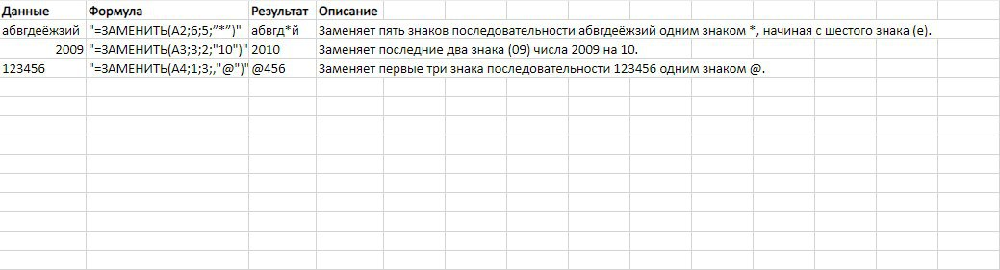 Данные Формула Результат Описание
абвгдеёжзий "=ЗАМЕНИТЬ(A2;6;5;”*”)" абвгд*й Заменяет пять знаков последовательности абвгдеёжзий одним знаком *, начиная с шестого знака (е).
2009 "=ЗАМЕНИТЬ(A3;3;2;"10")" 2010 Заменяет последние два знака (09) числа 2009 на 10.
123456 "=ЗАМЕНИТЬ(A4;1;3;,"@")" @456 Заменяет первые три знака последовательности 123456 одним знаком @.